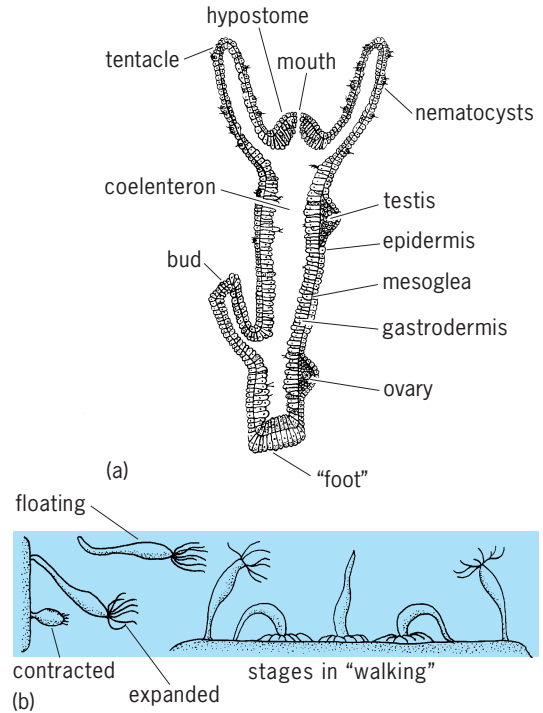 hypostome
tentacle
mouth
nematocysts
coelenteron
testis
epidermis
bud
mesoglea
gastrodermis
ovary
(a)
“foot”
floating
contracted
stages in “walking”
(b)
expanded